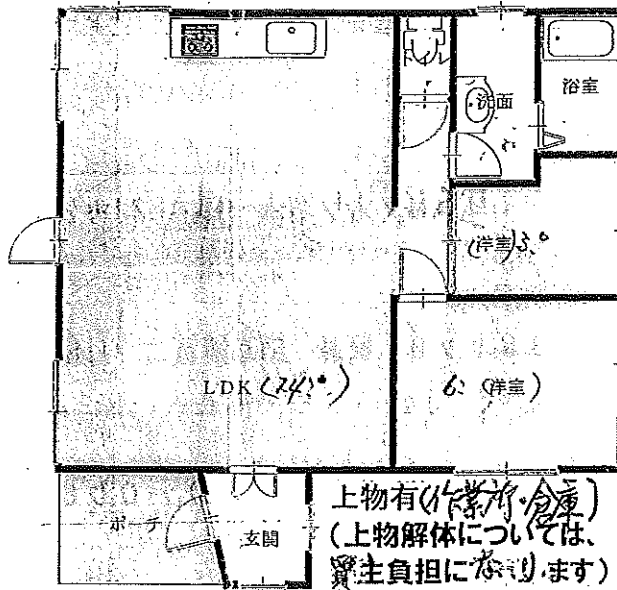 トイレ
洗面
浴室
(洋室)3.0
LDK(24.0)
6.(洋室)
ポーチ
玄関
上物有(作業所・倉庫)
(上物解体については、
買主負担になります)